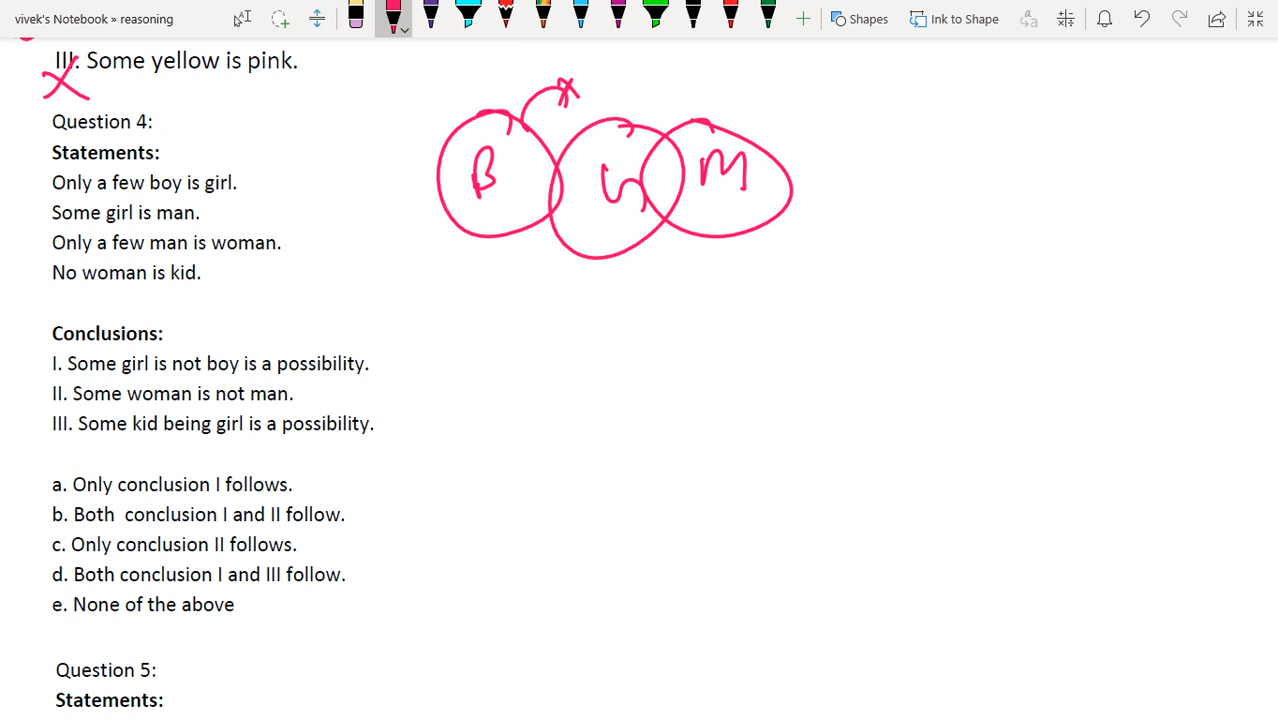 vivek's Notebook » reasoning
Shapes
Ink to Shape
III. Some yellow is pink.
Question 4:
Statements:
Only a few boy is girl.
Some girl is man.
Only a few man is woman.
No woman is kid.
B
G
M
Conclusions:
I. Some girl is not boy is a possibility.
II. Some woman is not man.
III. Some kid being girl is a possibility.
a. Only conclusion I follows.
b. Both  conclusion I and II follow.
c. Only conclusion II follows.
d. Both conclusion I and III follow.
e. None of the above
Question 5:
Statements: